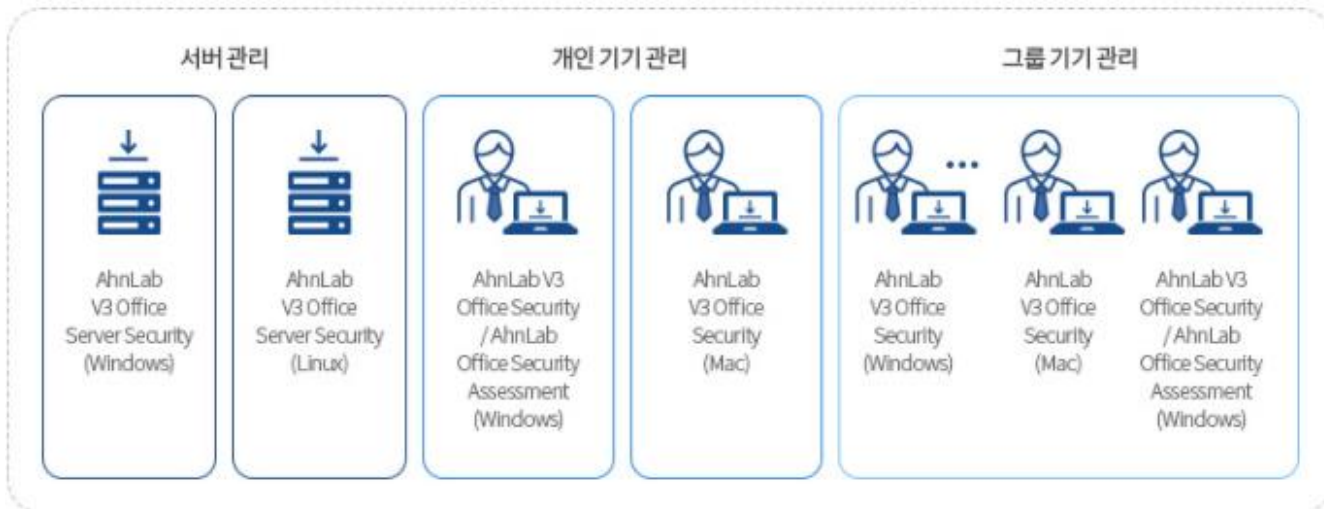 서버 관리
개인 기기 관리
그룹 기기 관리
AhnLab
V3 Office
Server Security
(Windows)
AhnLab
V3 Office
Server Security
(Linux)
AhnLab V3
Office Security
/ AhnLab
Office Security
Assessment
(Windows)
AhnLab
V3 Office
Security
(Mac)
AhnLab
V3 Office
Security
(Windows)
AhnLab
V3 Office
Security
(Mac)
AhnLab V3
Office Security
/ AhnLab
Office Security
Assessment
(Windows)